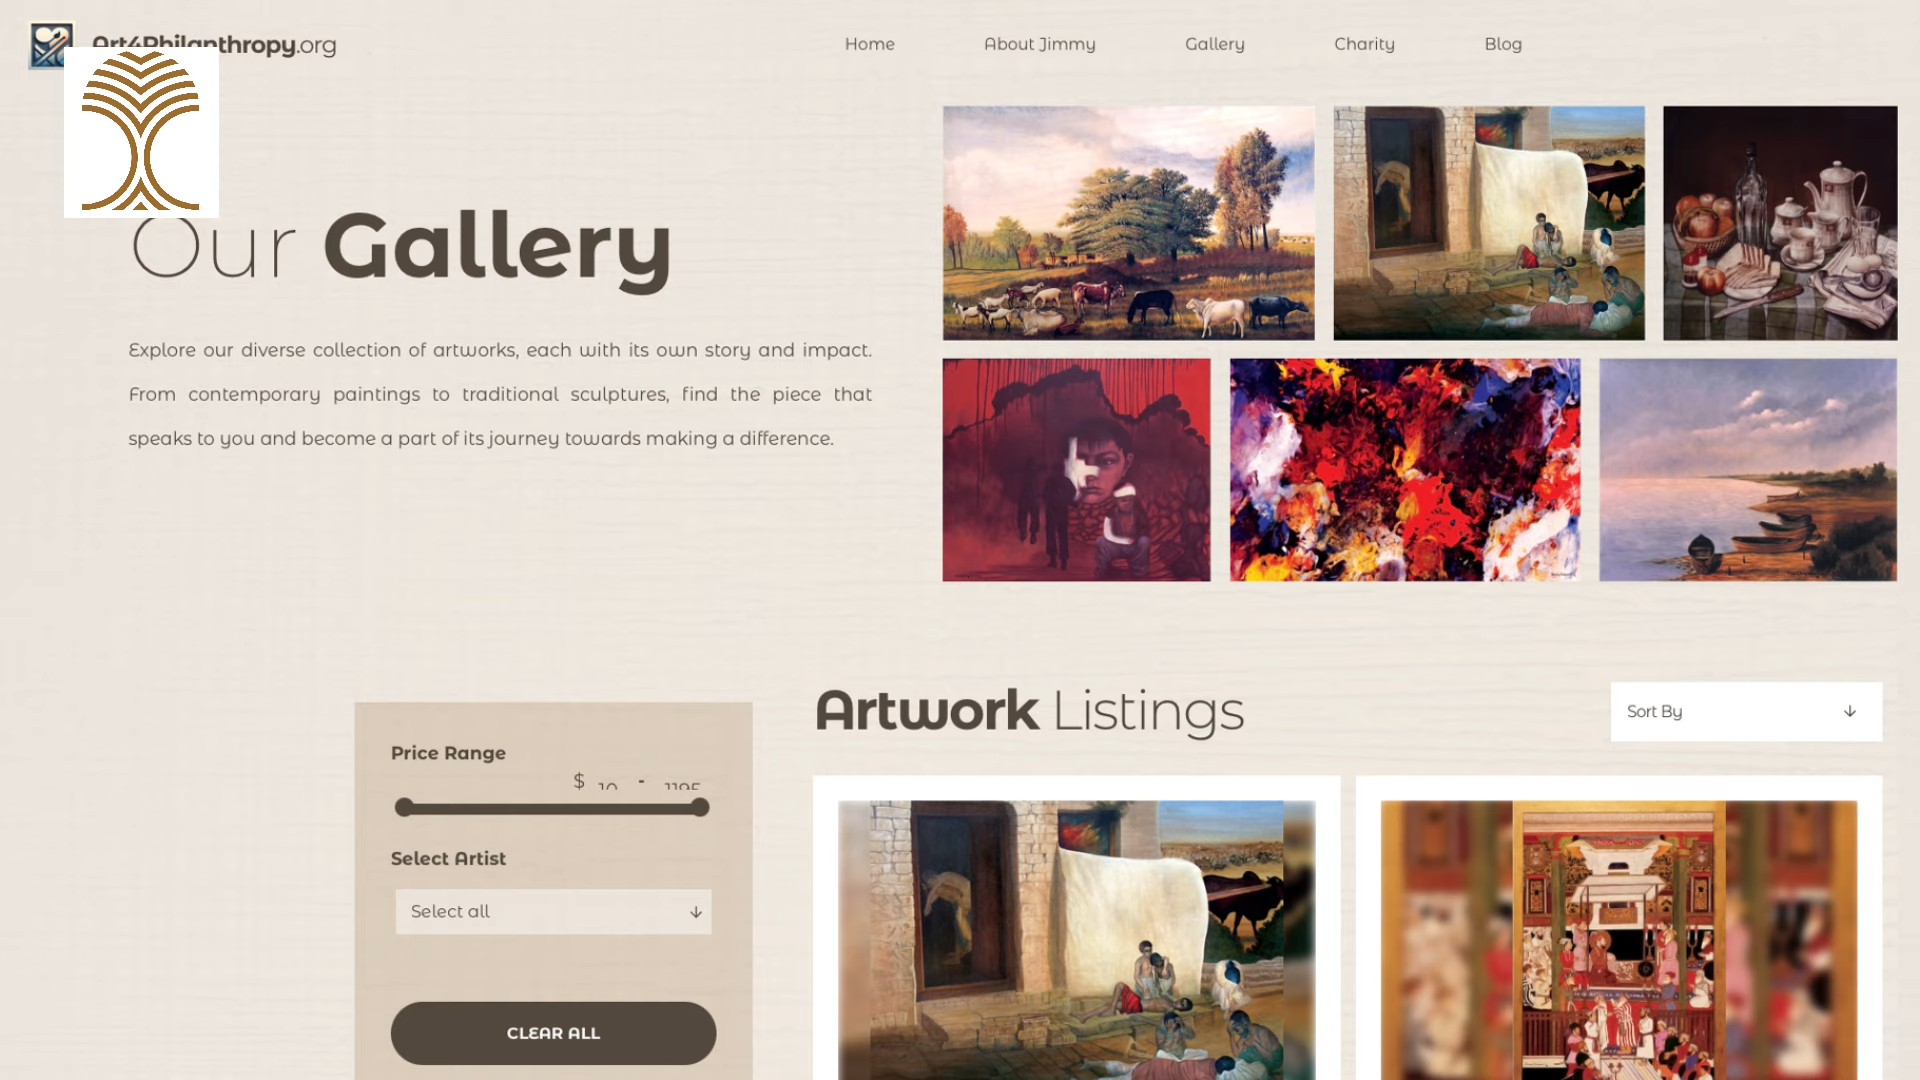 Art4Philanthropy.org
Home
About Jimmy
Gallery
Charity
Blog
Our Gallery
Explore our diverse collection of artworks, each with its own story and impact.
From contemporary paintings to traditional sculptures, find the piece that
speaks to you and become a part of its journey towards making a difference.
Artwork Listings
Sort By
Price Range
$ 10 - 1195
Select Artist
Select all
CLEAR ALL